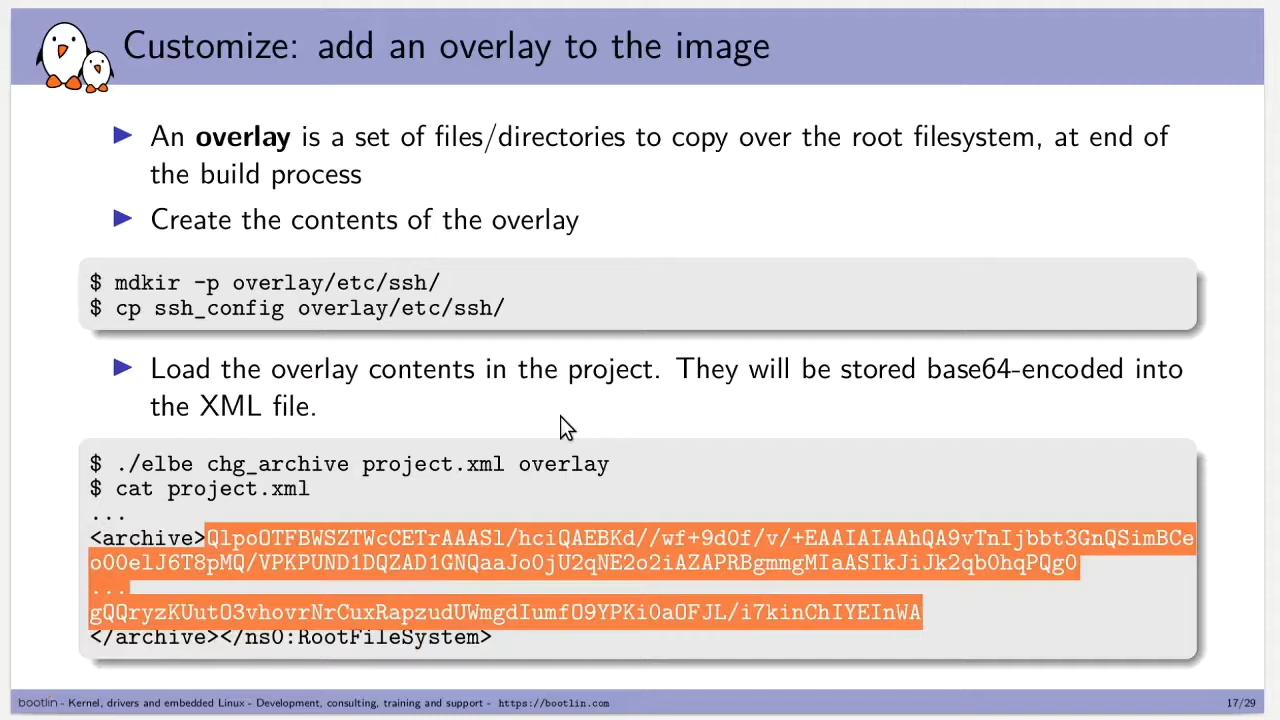 Customize: add an overlay to the image
An overlay is a set of files/directories to copy over the root filesystem, at end of
the build process
Create the contents of the overlay
$ mdkir -p overlay/etc/ssh/
$ cp ssh_config overlay/etc/ssh/
Load the overlay contents in the project. They will be stored base64-encoded into
the XML file.
$ ./elbe chg_archive project.xml overlay
$ cat project.xml
...
<archive>QlpoOTFBWSZTWcCETrAAASl/hciQAEBKd//wf+9d0f/v/+EAAIAIAAhQA9vTnIjbbt3GnQSimBCe
o00elJ6T8pMQ/VPKPUND1DQZAD1GNQaaJo0jU2qNE2o2iAZAPRBgmmgMIaASIkJiJk2qb0hqPQg0
...
gQQryzKUutO3vhovrNrCuxRapzudUWmgdIumfO9YPKi0aOFJL/i7kinChIYEInWA
</archive></ns0:RootFileSystem>
bootlin - Kernel, drivers and embedded Linux - Development, consulting, training and support - https://bootlin.com
17/29